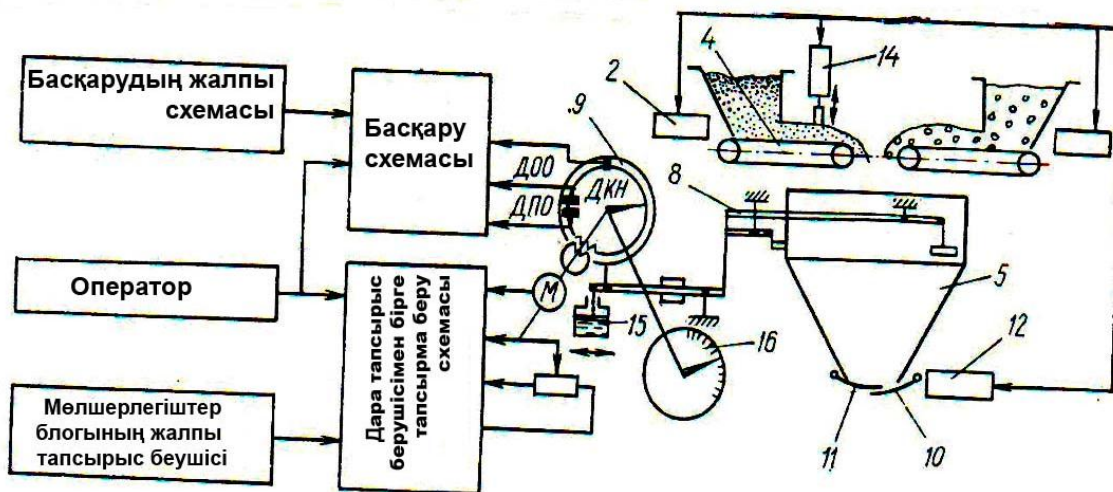 Басқарудың жалпы
схемасы
Басқару
схемасы
Оператор
Мөлшерлегіштер
блогының жалпы
тапсырыс беушісі
Дара тапсырыс
берушісімен бірге
тапсырма беру
схемасы
ДОО
ДПО
ДКН
М
9
15
16
8
2
4
14
5
12
11
10